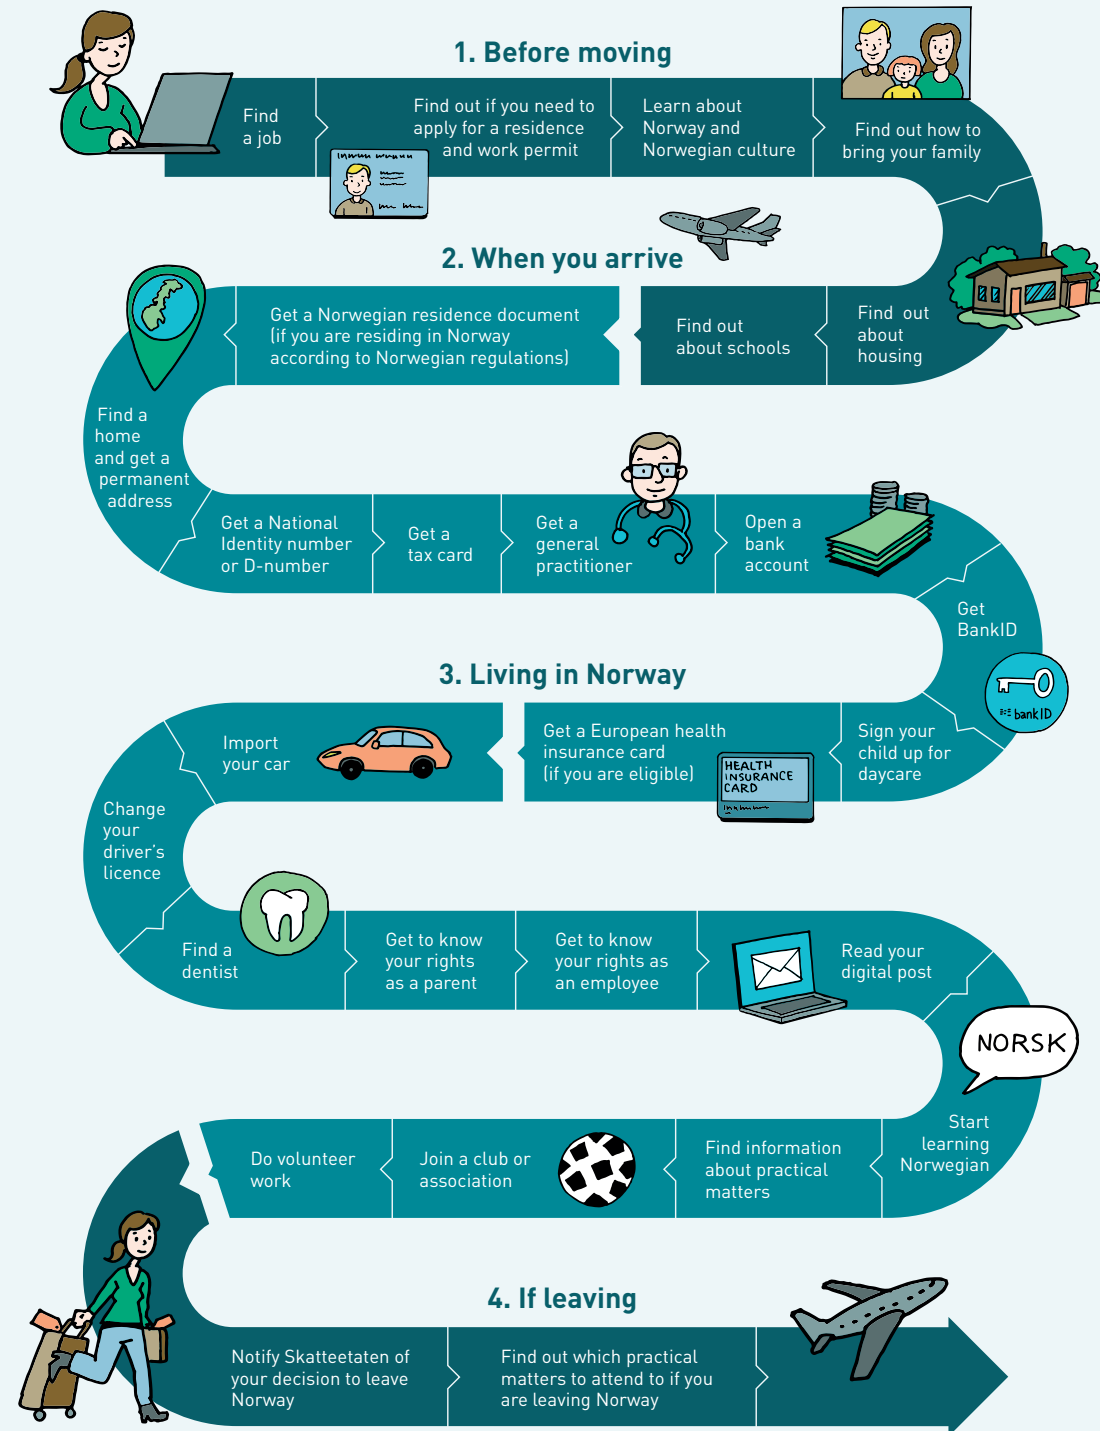 1. Before moving
Find
a job
Find out if you need to
apply for a residence
and work permit
Learn about
Norway and
Norwegian culture
Find out how to
bring your family
Find out
about
housing
Find out
about schools
2. When you arrive
Get a Norwegian residence document
(if you are residing in Norway
according to Norwegian regulations)
Find a
home
and get a
permanent
address
Get a National
Identity number
or D-number
Get a
tax card
Get a
general
practitioner
Open a
bank
account
Get
BankID
bankID
Sign your
child up for
daycare
Get a European health
insurance card
(if you are eligible)
HEALTH
INSURANCE
CARD
3. Living in Norway
Import
your car
Change
your
driver's
licence
Find a
dentist
Get to know
your rights
as a parent
Get to know
your rights as
an employee
Read your
digital post
NORSK
Start
learning
Norwegian
Find information
about practical
matters
Join a club or
association
Do volunteer
work
4. If leaving
Notify Skatteetaten of
your decision to leave
Norway
Find out which practical
matters to attend to if you
are leaving Norway